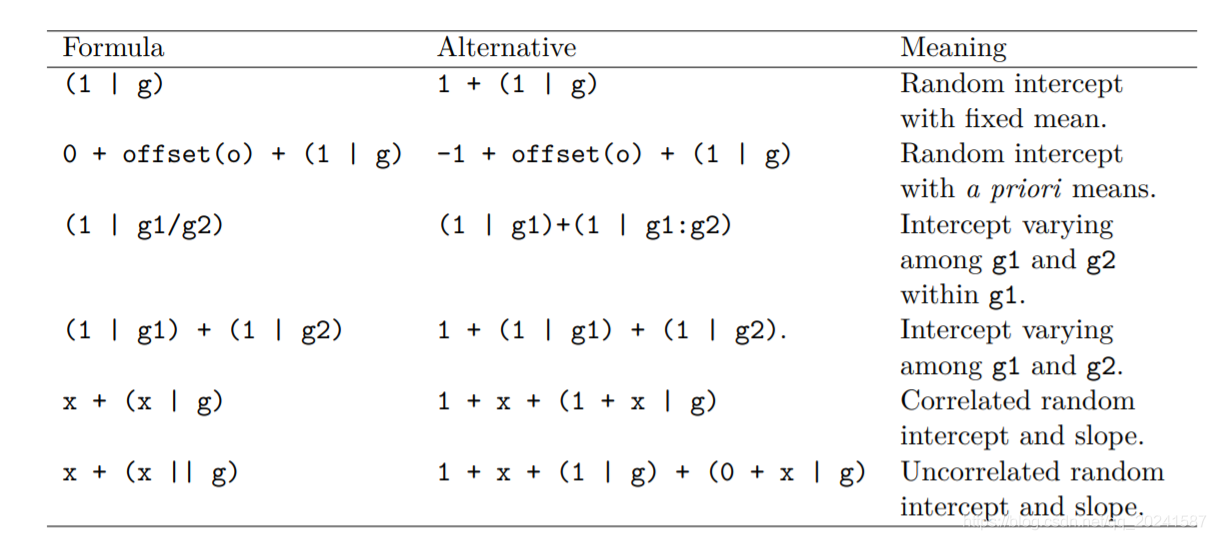 Formula Alternative Meaning
(1 | g) 1 + (1 | g) Random intercept
with fixed mean.
0 + offset(o) + (1 | g) -1 + offset(o) + (1 | g) Random intercept
with a priori means.
(1 | g1/g2) (1 | g1)+(1 | g1:g2) Intercept varying
among g1 and g2
within g1.
(1 | g1) + (1 | g2) 1 + (1 | g1) + (1 | g2). Intercept varying
among g1 and g2.
x + (x | g) 1 + x + (1 + x | g) Correlated random
intercept and slope.
x + (x || g) 1 + x + (1 | g) + (0 + x | g) Uncorrelated random
intercept and slope.
https://blog.csdn.net/qq_20241587